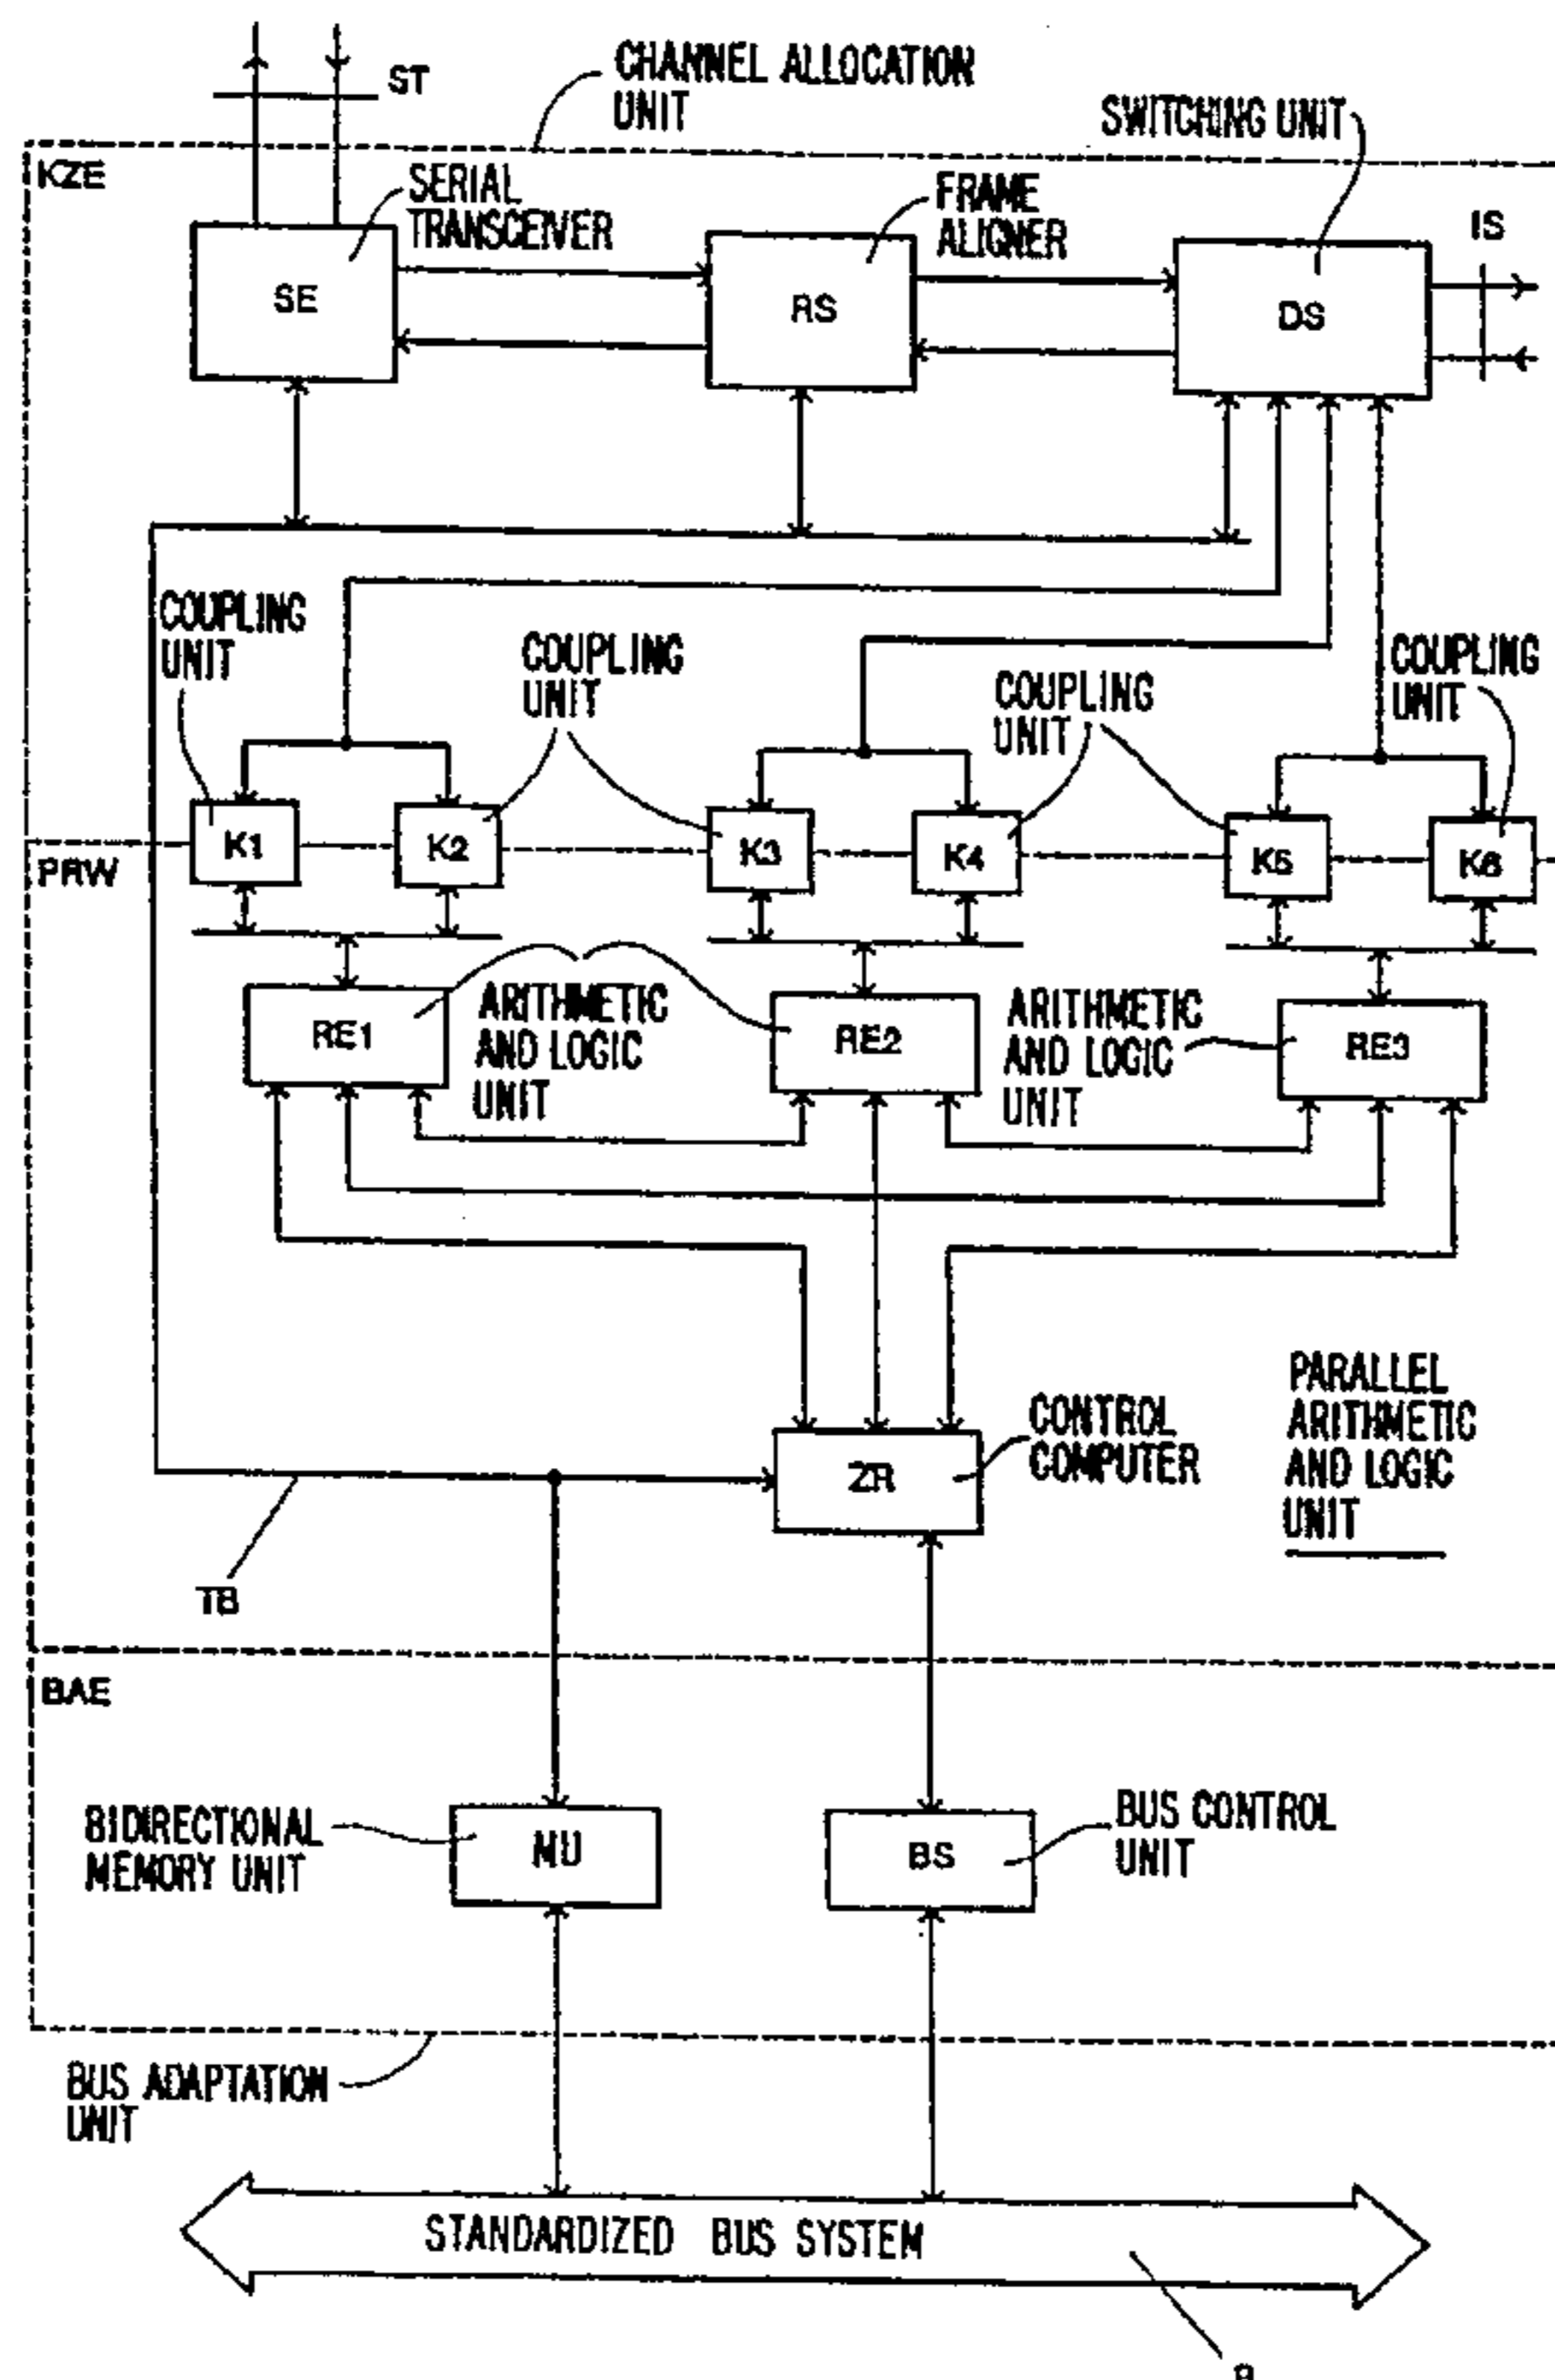 ST
CHANNEL ALLOCATION
UNIT
SWITCHING UNIT
KZE
SERIAL
TRANSCEIVER
FRAME
ALIGNER
IS
SE
RS
DS
COUPLING
UNIT
COUPLING
UNIT
COUPLING
UNIT
COUPLING
UNIT
K1
K2
K3
K4
K5
K6
PRW
RE1
ARITHMETIC
AND LOGIC
UNIT
RE2
ARITHMETIC
AND LOGIC
UNIT
RE3
PARALLEL
ARITHMETIC
AND LOGIC
UNIT
CONTROL
COMPUTER
ZR
TB
BAE
BIDIRECTIONAL
MEMORY UNIT
MU
BS
BUS CONTROL
UNIT
BUS ADAPTATION
UNIT
STANDARDIZED BUS SYSTEM